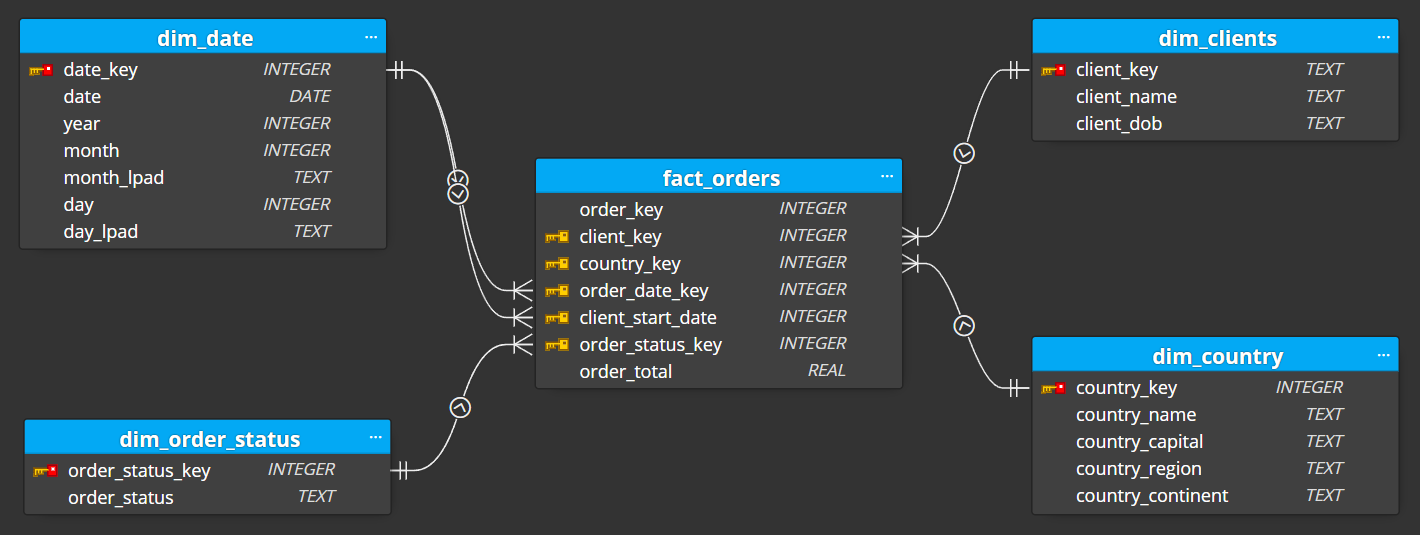 dim_date ...
date_key INTEGER
date DATE
year INTEGER
month INTEGER
month_lpad TEXT
day INTEGER
day_lpad TEXT
dim_clients ...
client_key TEXT
client_name TEXT
client_dob TEXT
fact_orders ...
order_key INTEGER
client_key INTEGER
country_key INTEGER
order_date_key INTEGER
client_start_date INTEGER
order_status_key INTEGER
order_total REAL
dim_order_status ...
order_status_key INTEGER
order_status TEXT
dim_country ...
country_key INTEGER
country_name TEXT
country_capital TEXT
country_region TEXT
country_continent TEXT